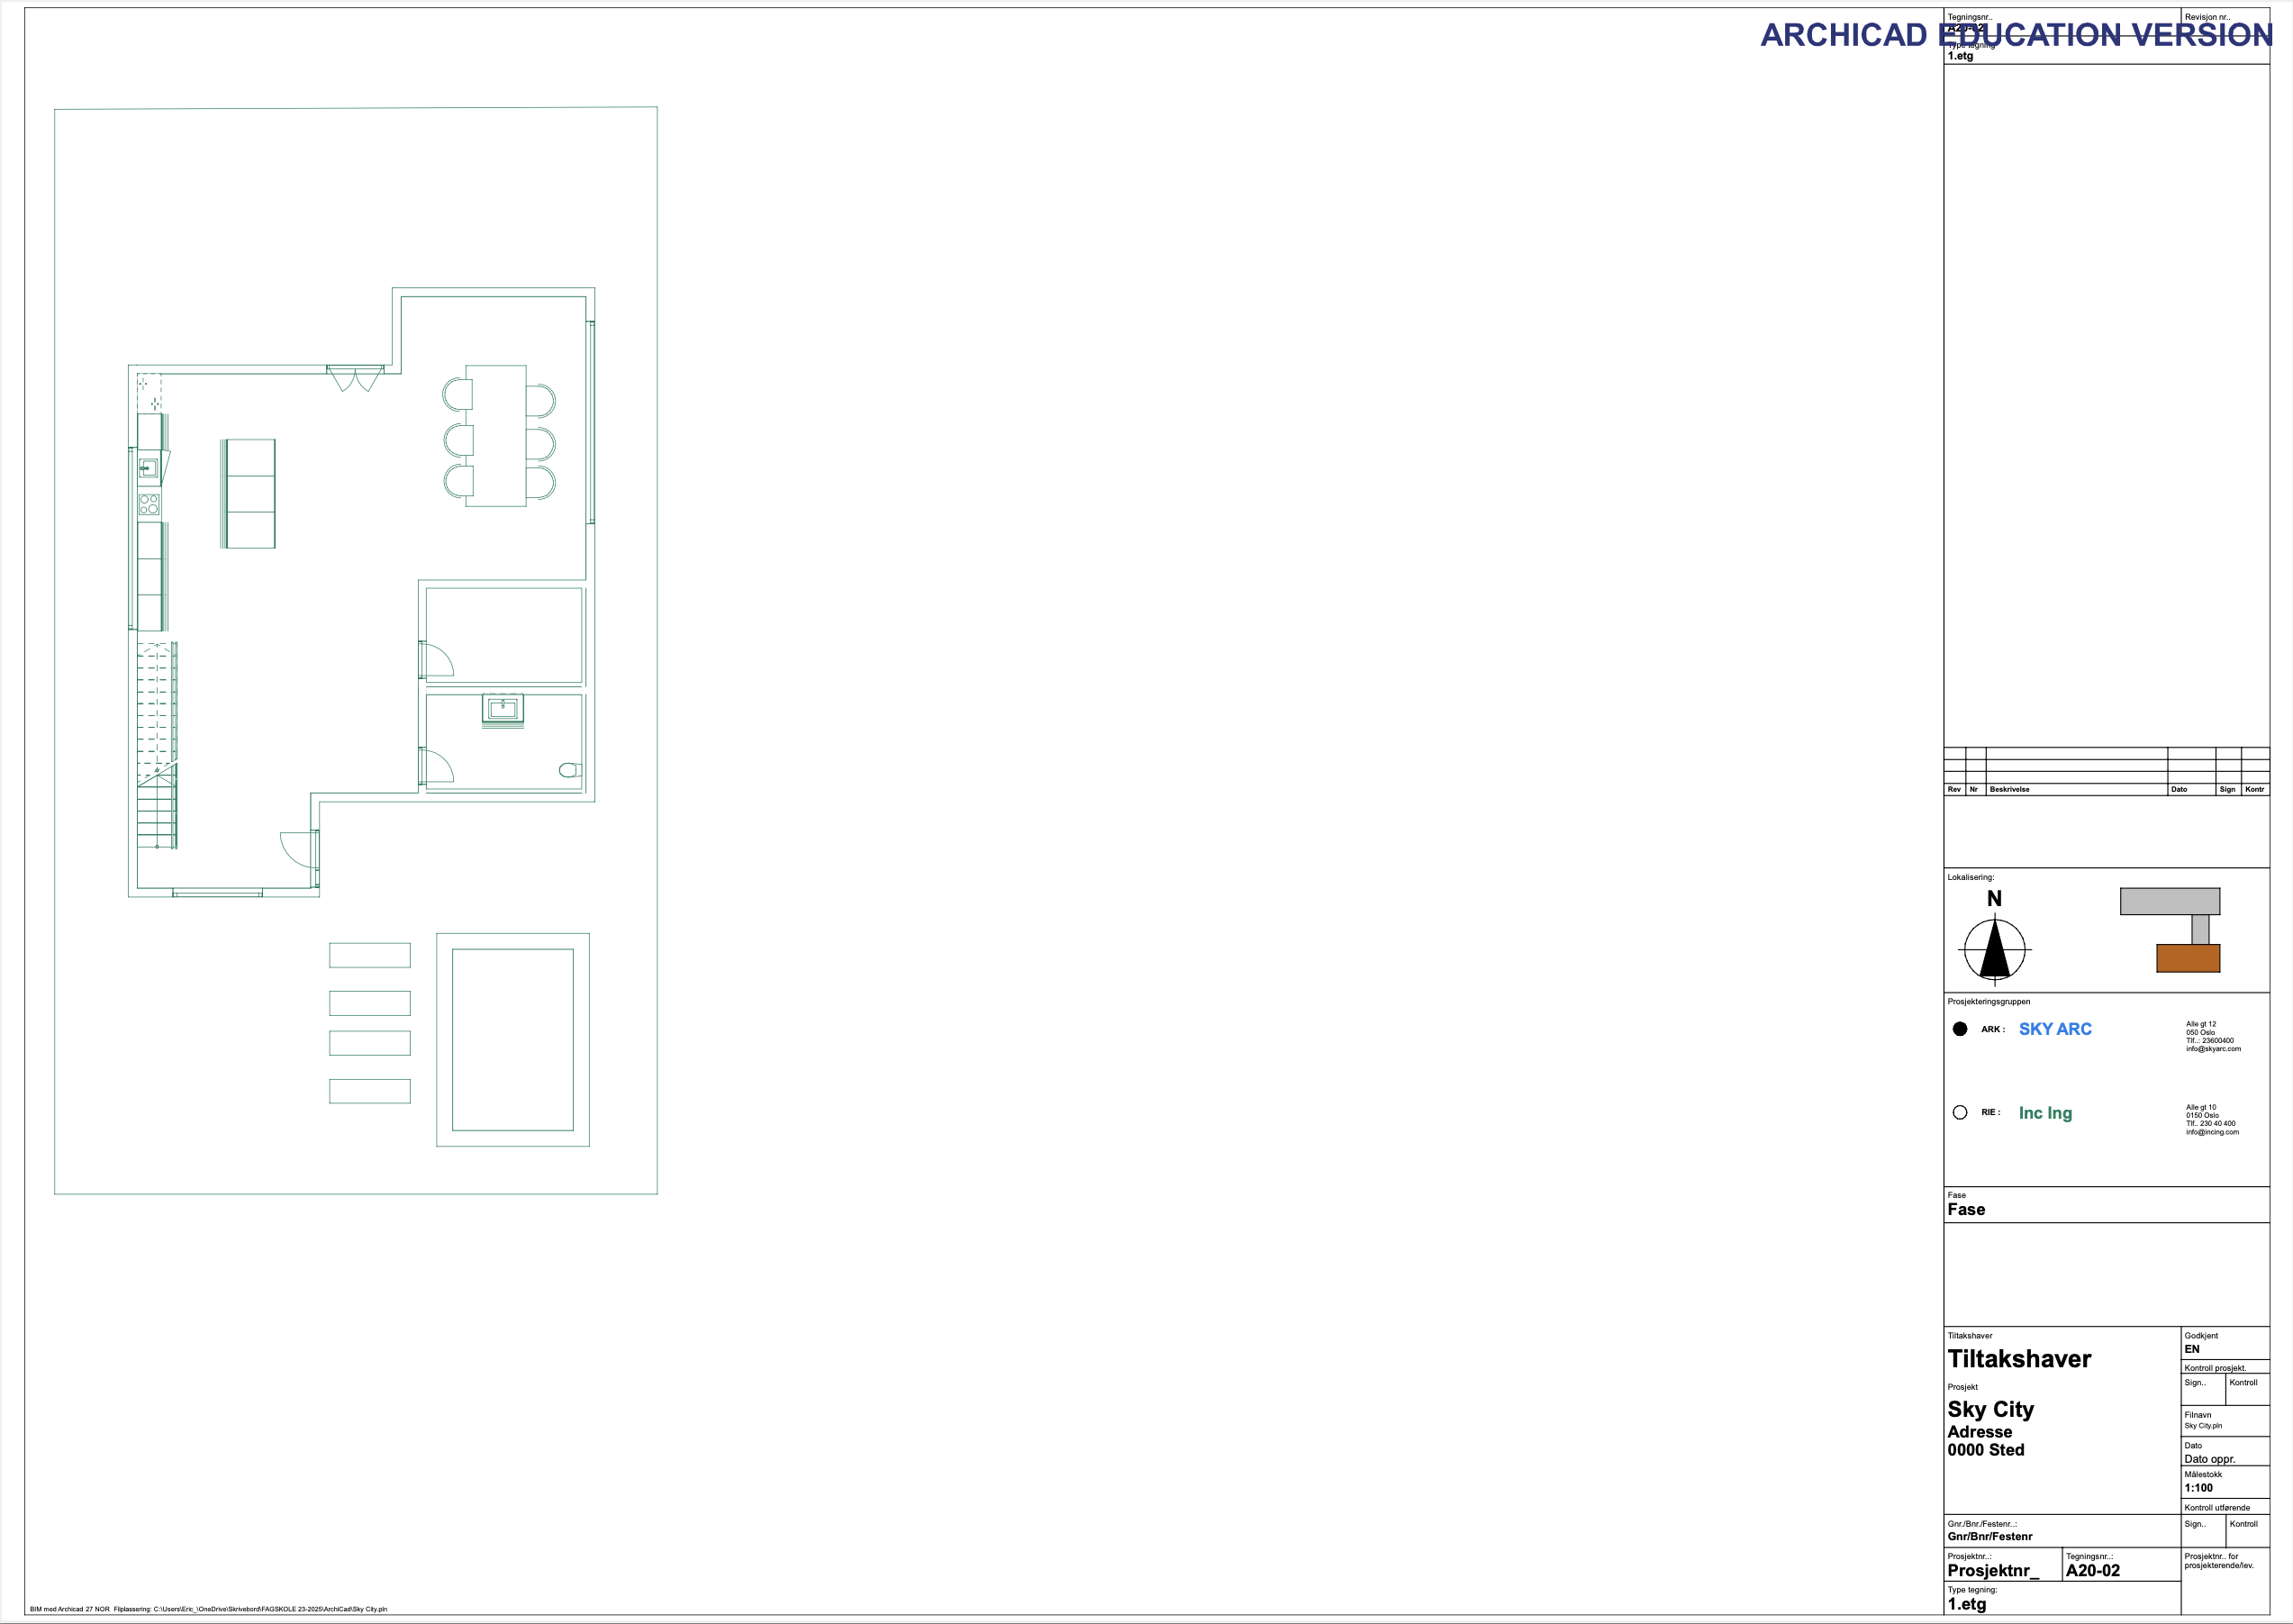 Tegningsnr..
Revisjon nr..
A20-02
ARCHICAD EDUCATION VERSION
Type tegning
1.etg
Rev Nr Beskrivelse Dato Sign Kontr
Lokalisering:
N
Prosjekteringsgruppen
ARK : SKY ARC
Alle gt 12
050 Oslo
Tlf..: 23600400
info@skyarc.com
RIE : Inc Ing
Alle gt 10
0150 Oslo
Tlf.. 230 40 400
info@incing.com
Fase
Fase
Tiltakshaver
Tiltakshaver
Prosjekt
Sky City
Adresse
0000 Sted
Godkjent
EN
Kontroll prosjekt.
Sign.. Kontroll
Filnavn
Sky City.pln
Dato
Dato oppr.
Målestokk
1:100
Kontroll utførende
Sign.. Kontroll
Gnr./Bnr./Festenr..:
Gnr/Bnr/Festenr
Prosjektnr..:
Prosjektnr_
Tegningsnr..:
A20-02
Prosjektnr.. for
prosjekterende/lev.
Type tegning:
1.etg
BIM med Archicad 27 NOR Filplassering: C:\Users\Eric_\OneDrive\Skrivebord\FAGSKOLE 23-2025\ArchiCad\Sky City.pln